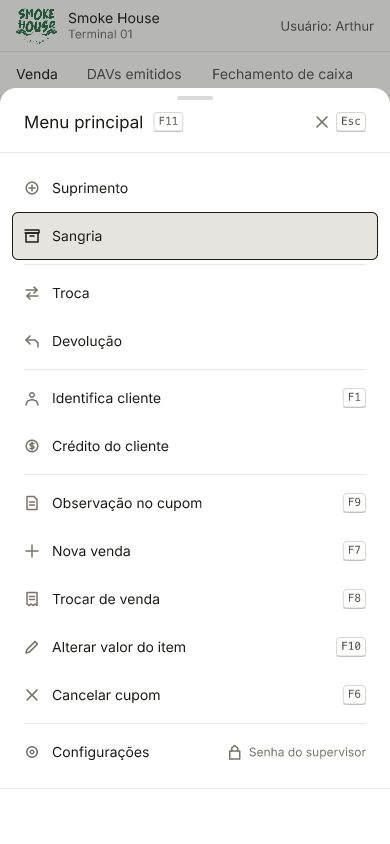 SMOKE
HOUSE
Smoke House
Terminal 01
Usuário: Arthur
Venda
DAVs emitidos
Fechamento de caixa
Menu principal F11
Esc
Suprimento
Sangria
Troca
Devolução
Identifica cliente F1
Crédito do cliente
Observação no cupom F9
Nova venda F7
Trocar de venda F8
Alterar valor do item F10
Cancelar cupom F6
Configurações Senha do supervisor